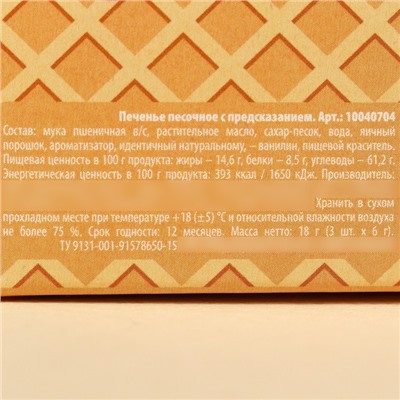 Печенье песочное с предсказанием. Арт.: 10040704
Состав: мука пшеничная в/с, растительное масло, сахар-песок, вода, яичный
порошок, ароматизатор, идентичный натуральному, – ванилин, пищевой краситель.
Пищевая ценность в 100 г продукта: жиры – 14,6 г, белки – 8,5 г, углеводы – 61,2 г.
Энергетическая ценность в 100 г продукта: 393 ккал / 1650 кДж. Производитель:
Хранить в сухом
прохладном месте при температуре +18 (±5) °С и относительной влажности воздуха
не более 75 %. Срок годности: 12 месяцев. Масса нетто: 18 г (3 шт. х 6 г).
ТУ 9131-001-91578650-15